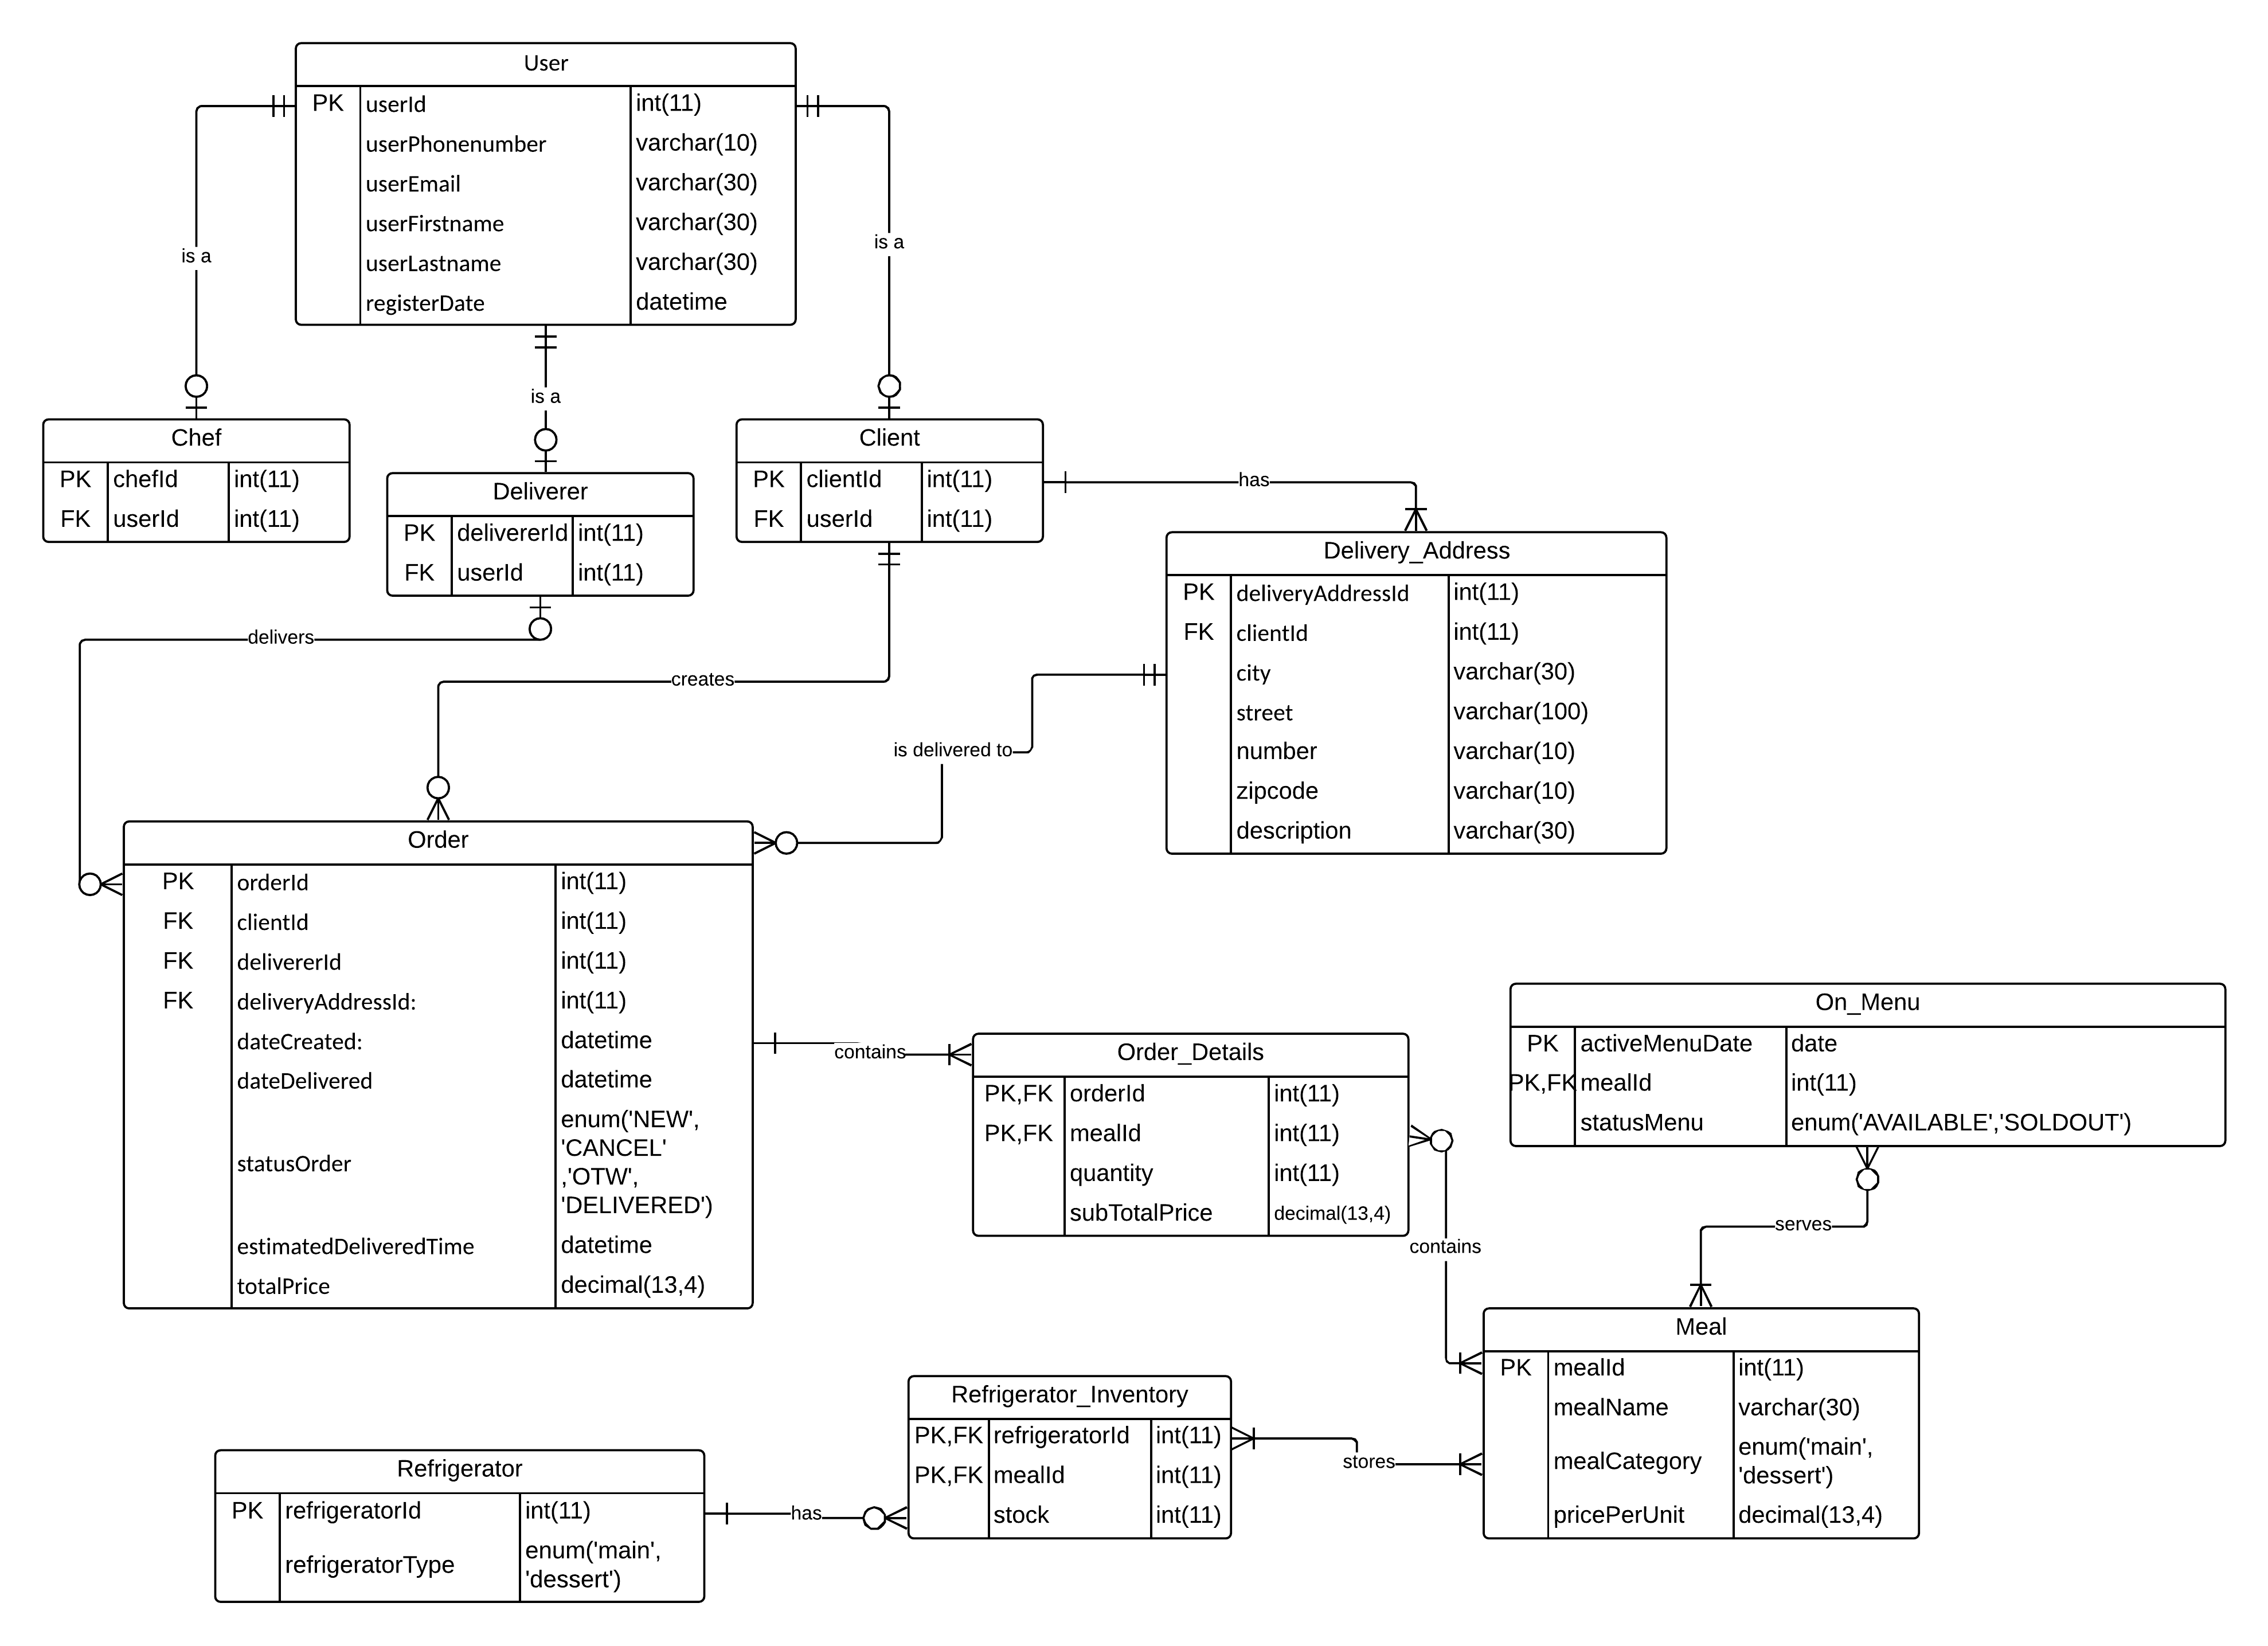 User
PK userId int(11)
userPhonenumber varchar(10)
userEmail varchar(30)
userFirstname varchar(30)
userLastname varchar(30)
registerDate datetime
is a
is a
is a
Chef
PK chefId int(11)
FK userId int(11)
Deliverer
PK delivererId int(11)
FK userId int(11)
Client
PK clientId int(11)
FK userId int(11)
has
Delivery_Address
PK deliveryAddressId int(11)
FK clientId int(11)
city varchar(30)
street varchar(100)
number varchar(10)
zipcode varchar(10)
description varchar(30)
delivers
creates
is delivered to
Order
PK orderId int(11)
FK clientId int(11)
FK delivererId int(11)
FK deliveryAddressId: int(11)
dateCreated: datetime
dateDelivered datetime
statusOrder
enum('NEW',
'CANCEL'
,'OTW',
'DELIVERED')
estimatedDeliveredTime datetime
totalPrice decimal(13,4)
contains
Order_Details
PK,FK orderId int(11)
PK,FK mealId int(11)
quantity int(11)
subTotalPrice decimal(13,4)
contains
On_Menu
PK activeMenuDate date
PK,FK mealId int(11)
statusMenu enum('AVAILABLE','SOLDOUT')
serves
Meal
PK mealId int(11)
mealName varchar(30)
mealCategory
enum('main',
'dessert')
pricePerUnit decimal(13,4)
Refrigerator_Inventory
PK,FK refrigeratorId int(11)
PK,FK mealId int(11)
stock int(11)
stores
Refrigerator
PK refrigeratorId int(11)
refrigeratorType
enum('main',
'dessert')
has